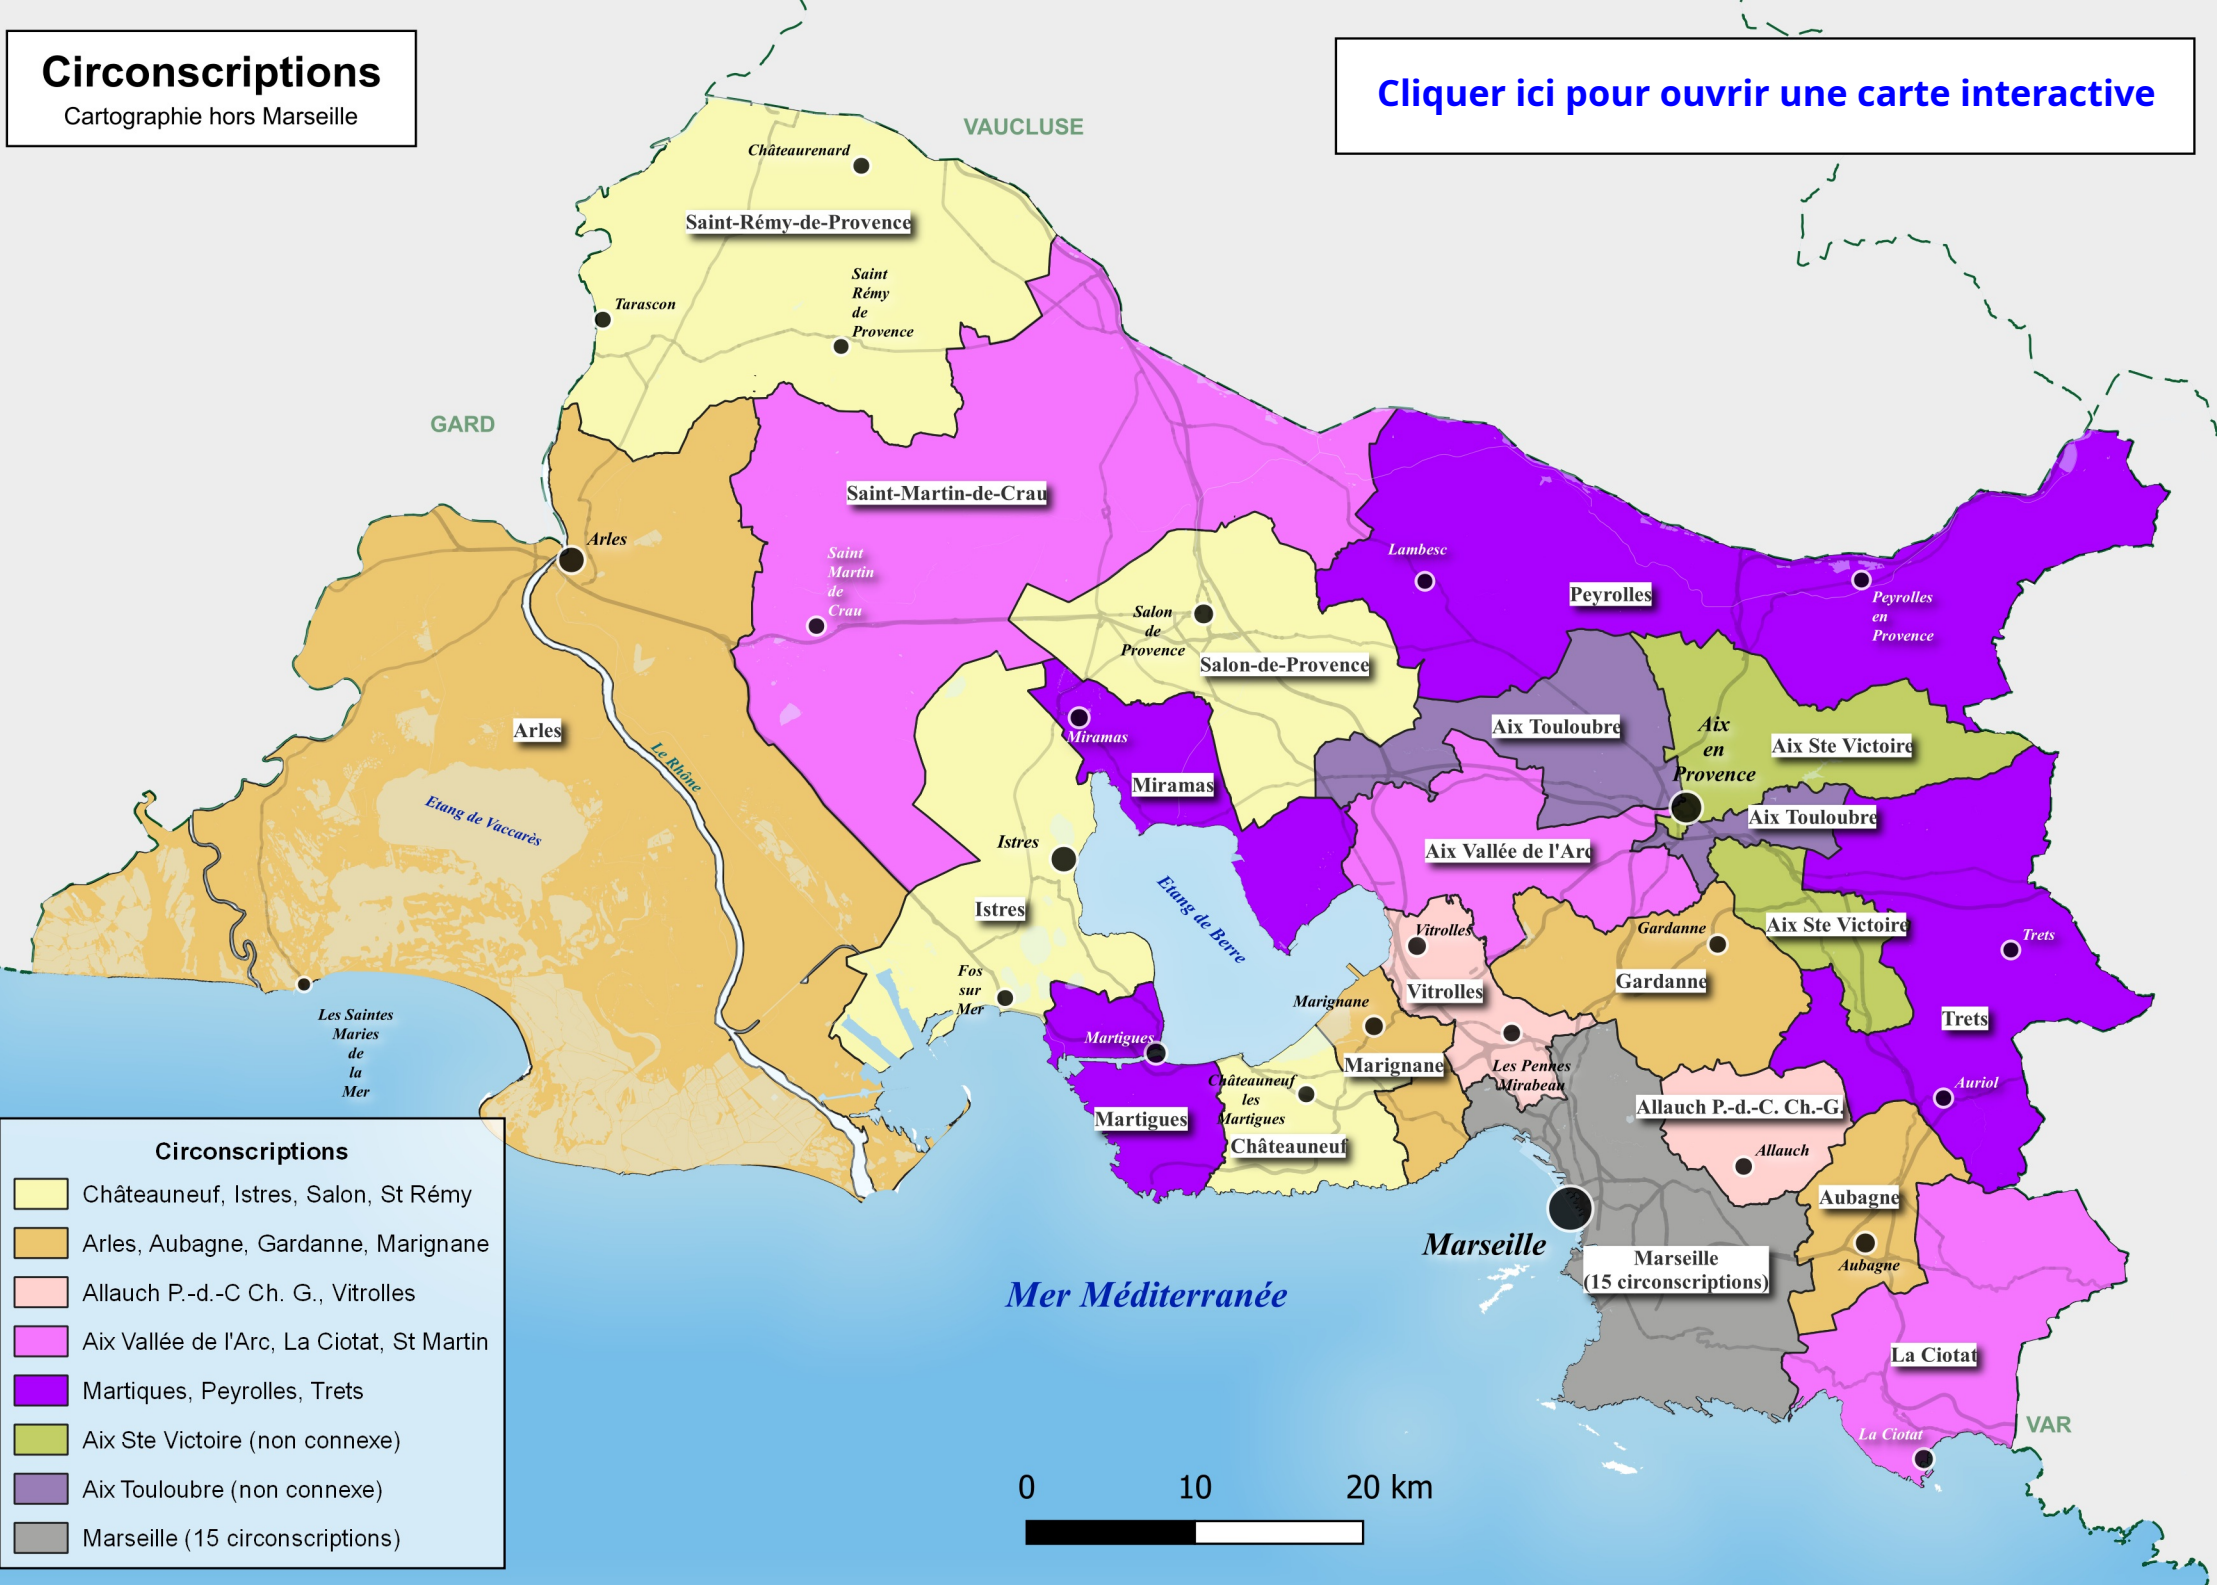 Circonscriptions
Cartographie hors Marseille
Cliquer ici pour ouvrir une carte interactive
VAUCLUSE
Châteaurenard
Saint-Rémy-de-Provence
Saint
Rémy
de
Provence
Tarascon
GARD
Saint-Martin-de-Crau
Arles
Saint
Martin
de
Crau
Lambesc
Peyrolles
Peyrolles
en
Provence
Salon
de
Provence
Salon-de-Provence
Arles
Le Rhône
Miramas
Miramas
Aix Touloubre
Aix
en
Provence
Aix Ste Victoire
Aix Touloubre
Etang de Vaccarès
Istres
Istres
Etang de Berre
Aix Vallée de l'Arc
Aix Ste Victoire
Vitrolles
Vitrolles
Gardanne
Gardanne
Trets
Trets
Fos
sur
Mer
Marignane
Marignane
Les Saintes
Maries
de
la
Mer
Martigues
Martigues
Châteauneuf
les
Martigues
Châteauneuf
Les Pennes
Mirabeau
Allauch P.-d.-C. Ch.-G.
Allauch
Auriol
Aubagne
Aubagne
Marseille
Marseille
(15 circonscriptions)
Mer Méditerranée
La Ciotat
La Ciotat
VAR
Circonscriptions
Châteauneuf, Istres, Salon, St Rémy
Arles, Aubagne, Gardanne, Marignane
Allauch P.-d.-C Ch. G., Vitrolles
Aix Vallée de l'Arc, La Ciotat, St Martin
Martiques, Peyrolles, Trets
Aix Ste Victoire (non connexe)
Aix Touloubre (non connexe)
Marseille (15 circonscriptions)
0 10 20 km